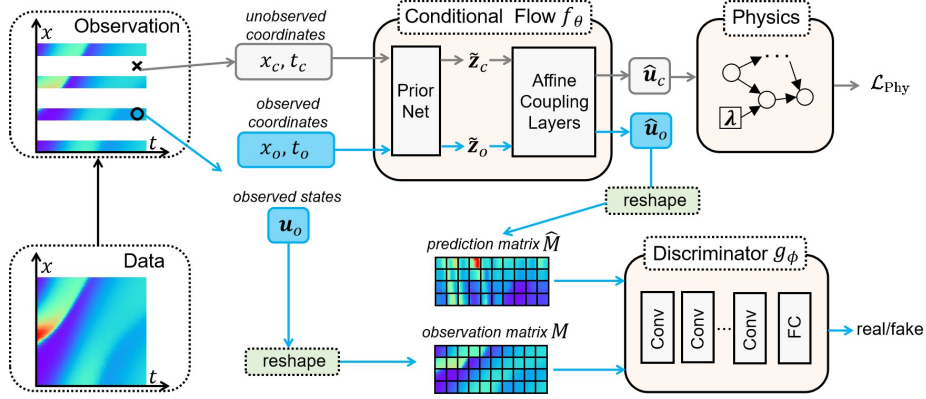 Observation
x
t
unobserved
coordinates
x_c, t_c
observed
coordinates
x_o, t_o
Conditional Flow f_θ
Prior
Net
z̃_c
z̃_o
Affine
Coupling
Layers
û_c
û_o
Physics
...
λ
ℒ_Phy
observed states
u_o
reshape
Data
x
t
prediction matrix M̂
observation matrix M
reshape
Discriminator g_ϕ
Conv
Conv
...
Conv
FC
real/fake